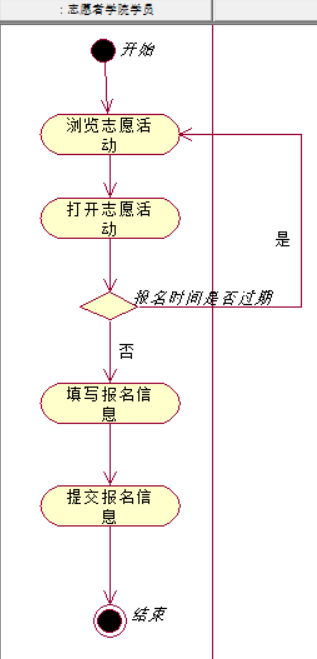 ：志愿者学院学员
开始
浏览志愿活
动
打开志愿活
动
是
报名时间是否过期
否
填写报名信
息
提交报名信
息
结束